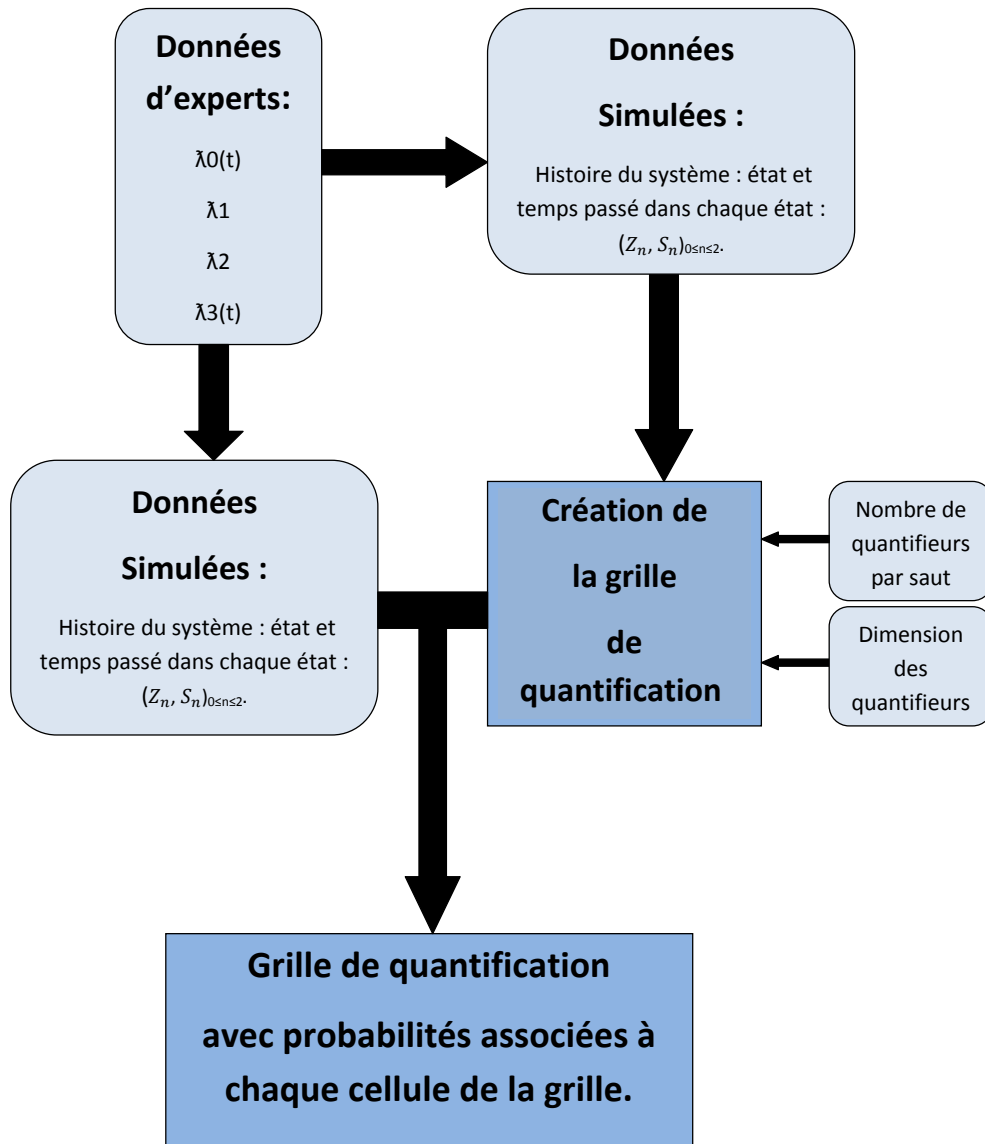 Données
d’experts:
ƛ0(t)
ƛ1
ƛ2
ƛ3(t)
Données
Simulées :
Histoire du système : état et
temps passé dans chaque état :
(Zn, Sn)0≤n≤2.
Données
Simulées :
Histoire du système : état et
temps passé dans chaque état :
(Zn, Sn)0≤n≤2.
Création de
la grille
de
quantification
Nombre de
quantifieurs
par saut
Dimension
des
quantifieurs
Grille de quantification
avec probabilités associées à
chaque cellule de la grille.